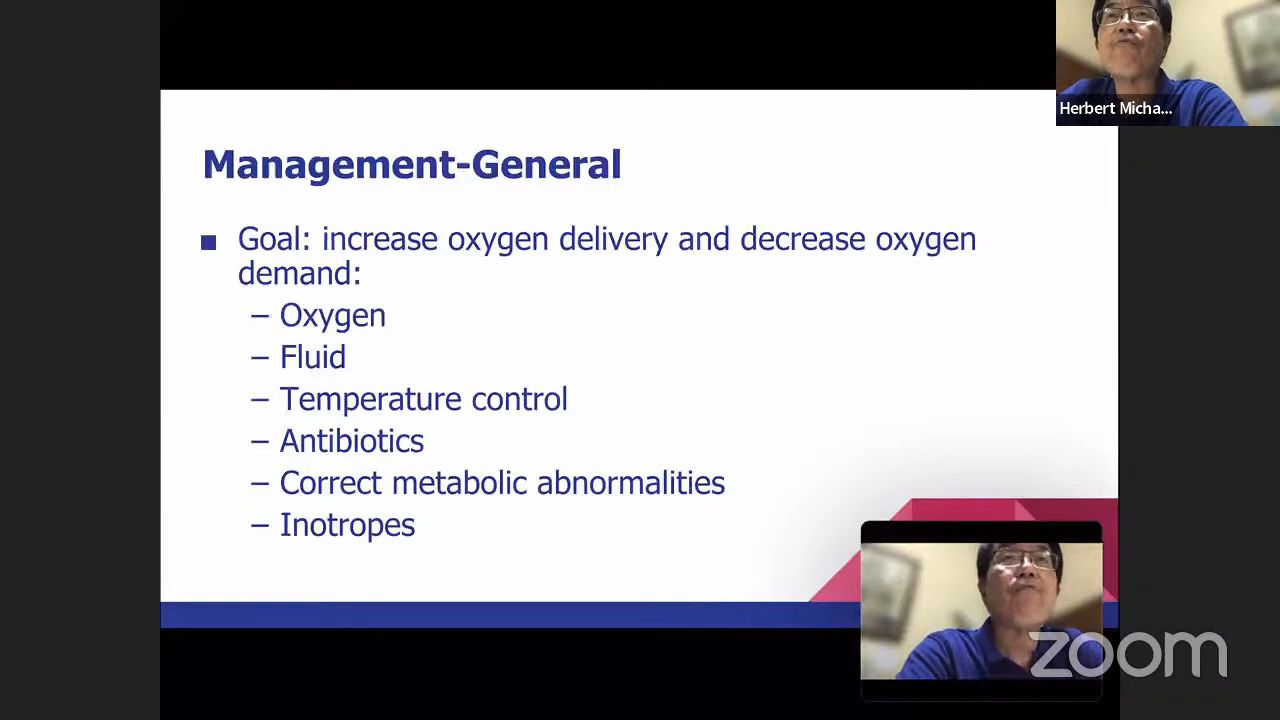 Herbert Micha...
Management-General
■ Goal: increase oxygen delivery and decrease oxygen
demand:
– Oxygen
– Fluid
– Temperature control
– Antibiotics
– Correct metabolic abnormalities
– Inotropes
zoom